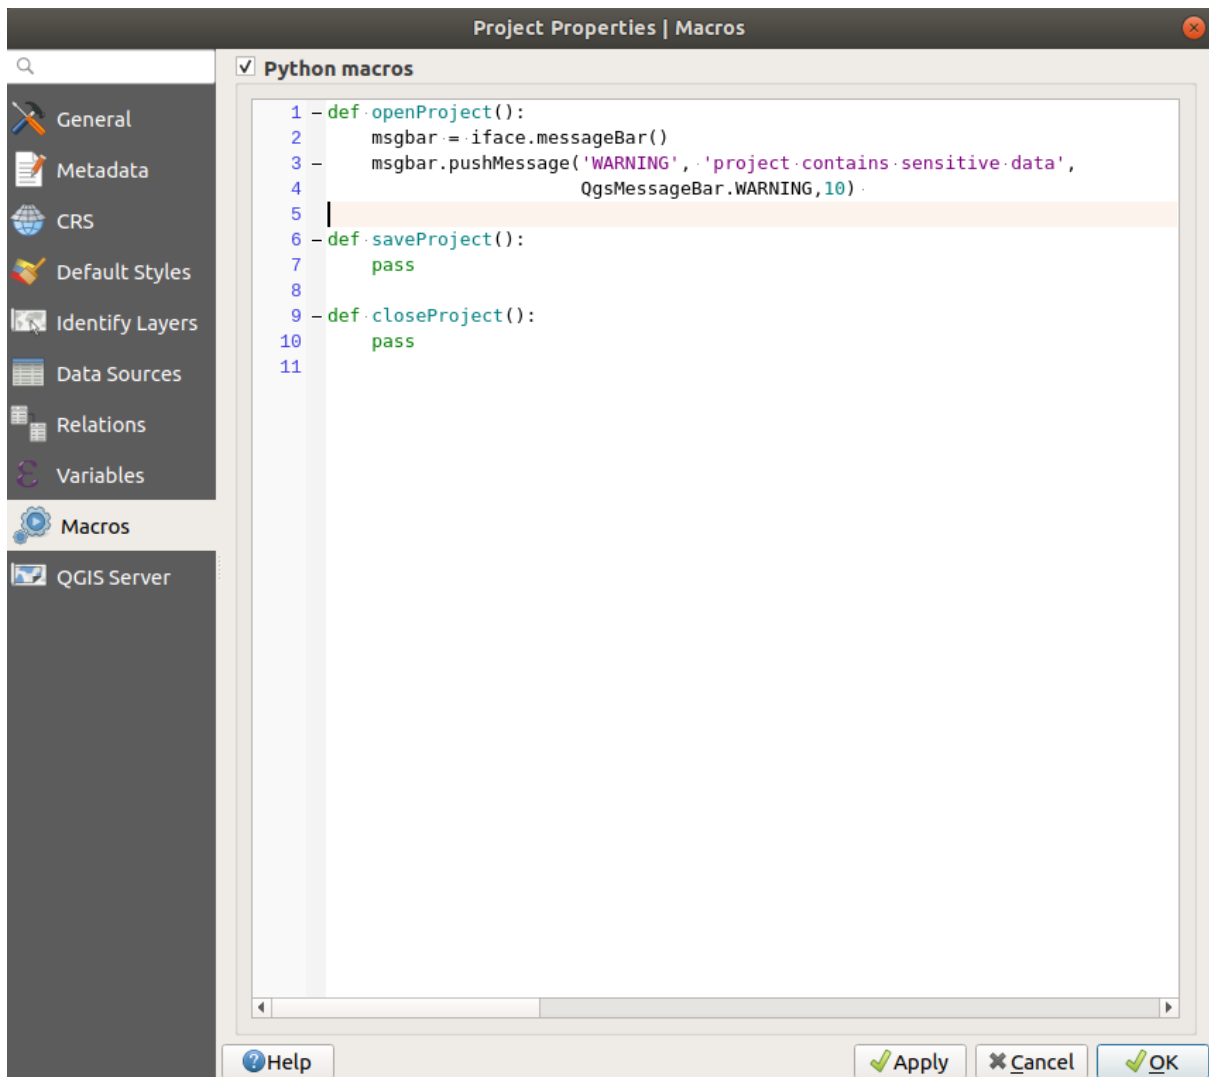 Project Properties | Macros
Python macros
General
Metadata
CRS
Default Styles
Identify Layers
Data Sources
Relations
Variables
Macros
QGIS Server
1 def openProject():
2 msgbar = iface.messageBar()
3 msgbar.pushMessage('WARNING', 'project contains sensitive data',
4 QgsMessageBar.WARNING,10)
5
6 def saveProject():
7 pass
8
9 def closeProject():
10 pass
11
Help
Apply
Cancel
OK